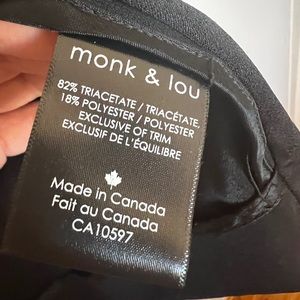 monk & lou
82% TRIACETATE / TRIACÉTATE,
18% POLYESTER / POLYESTER
EXCLUSIVE OF TRIM
EXCLUSIF DE L'ÉQUILIBRE
Made in Canada
Fait au Canada
CA10597